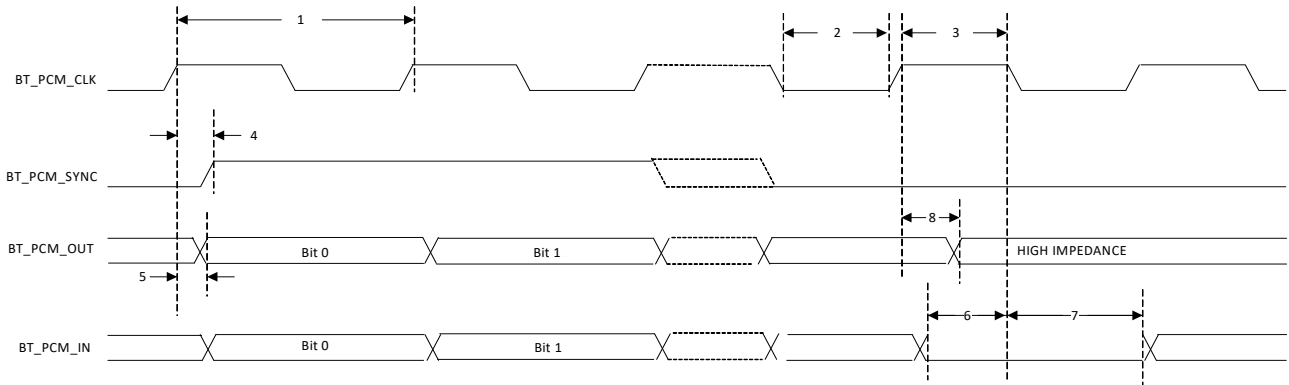 1
2
3
BT_PCM_CLK
4
BT_PCM_SYNC
8
BT_PCM_OUT
Bit 0
Bit 1
HIGH IMPEDANCE
5
6
7
BT_PCM_IN
Bit 0
Bit 1